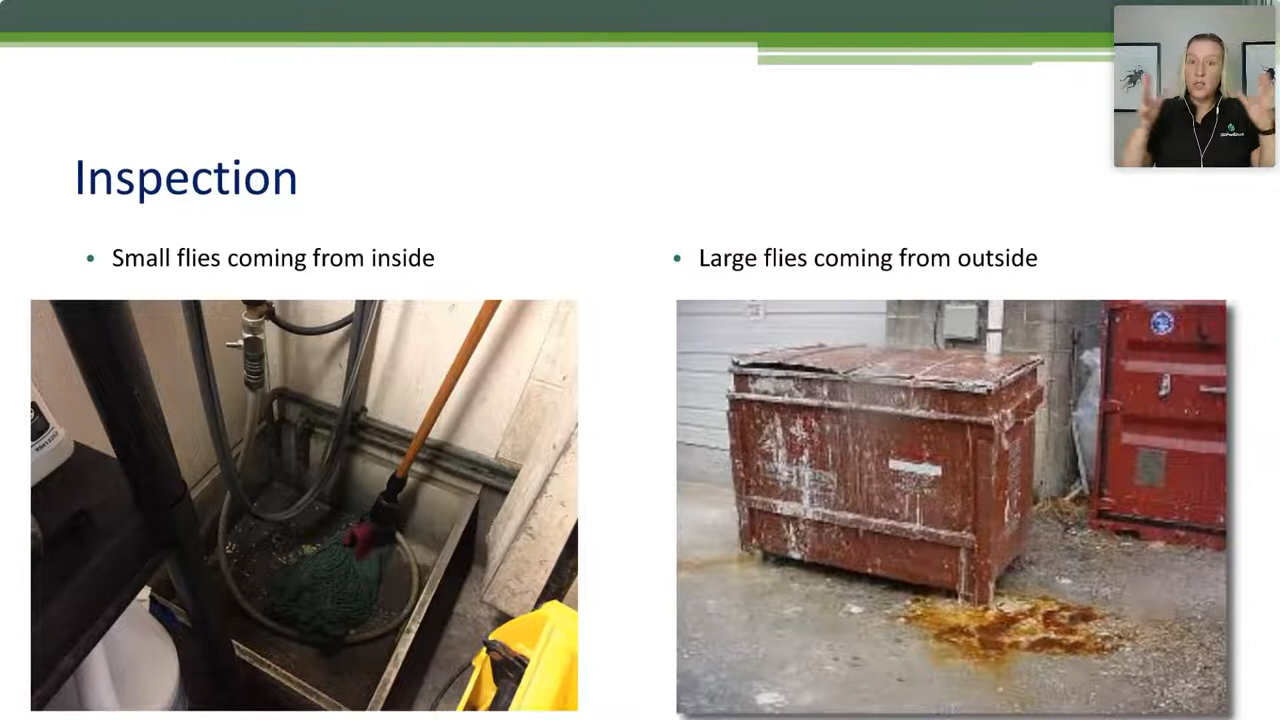 Inspection
• Small flies coming from inside
• Large flies coming from outside